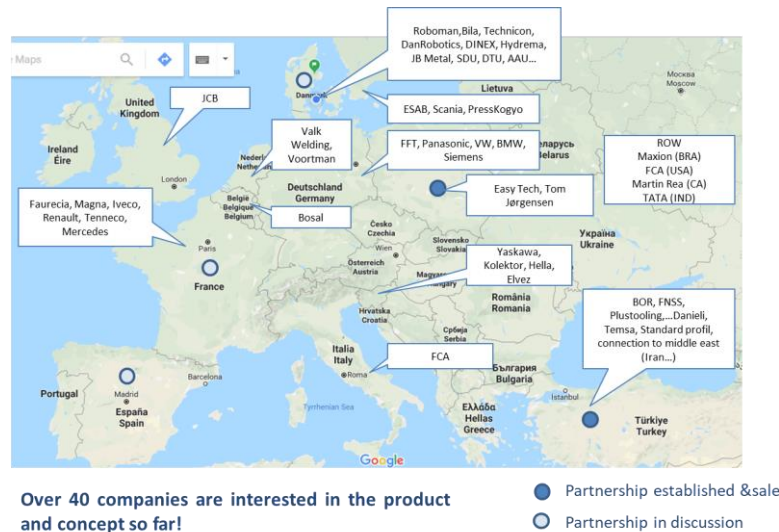 Maps
Roboman,Bila, Technicon,
DanRobotics, DINEX, Hydrema,
JB Metal, SDU, DTU, AAU...
JCB
ESAB, Scania, PressKogyo
Valk
Welding,
Voortman
FFT, Panasonic, VW, BMW,
Siemens
ROW
Maxion (BRA)
FCA (USA)
Martin Rea (CA)
TATA (IND)
Easy Tech, Tom
Jørgensen
Faurecia, Magna, Iveco,
Renault, Tenneco,
Mercedes
Bosal
Yaskawa,
Kolektor, Hella,
Elvez
BOR, FNSS,
Plustooling,...Danieli,
Temsa, Standard profil,
connection to middle east
(Iran...)
FCA
United
Kingdom
Ireland
Éire
London
Lietuva
Москва
Moscow
Deutschland
Germany
België
Belgique
Belgium
Paris
France
Česko
Czechia
Wien
Österreich
Austria
Slovensko
Slovakia
Україна
Ukraine
România
Romania
Hrvatska
Croatia
Србија
Serbia
Italia
Italy
Roma
България
Bulgaria
Istanbul
Türkiye
Turkey
Ελλάδα
Hellas
Greece
Tyrrhenian Sea
Barcelona
Portugal
Madrid
España
Spain
Google
Over 40 companies are interested in the product
and concept so far!
Partnership established &sale
Partnership in discussion